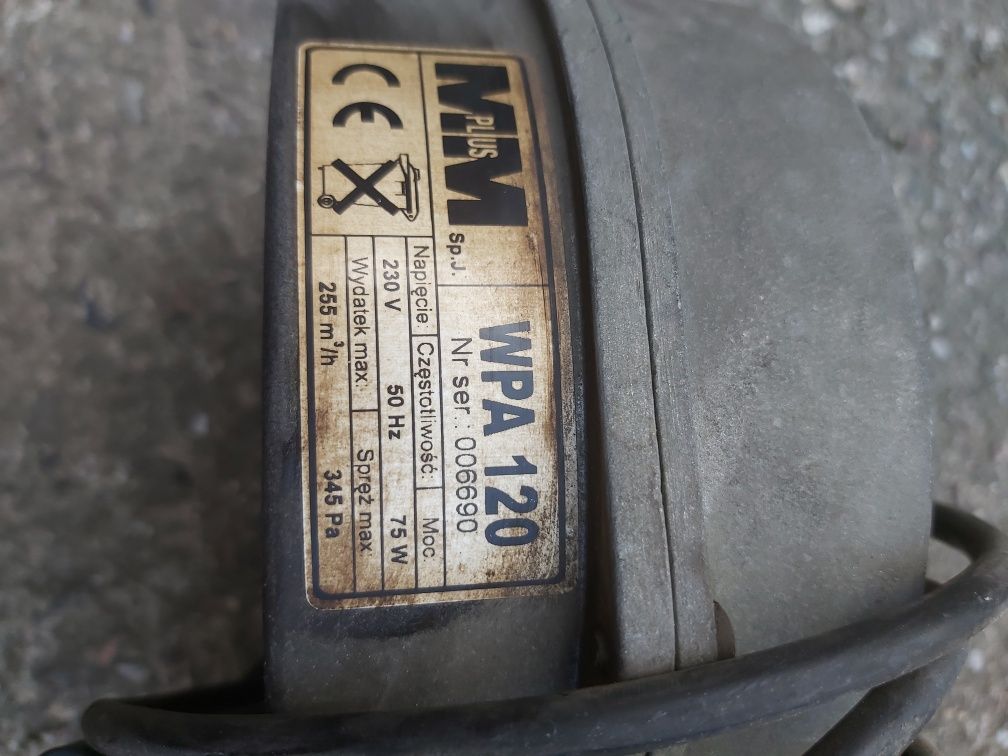 M PLUS M Sp.J.
WPA 120
Nr ser.: 006690
Napięcie: Częstotliwość: Moc:
230 V 50 Hz 75 W
Wydatek max: Spręż max:
255 m³/h 345 Pa
CE